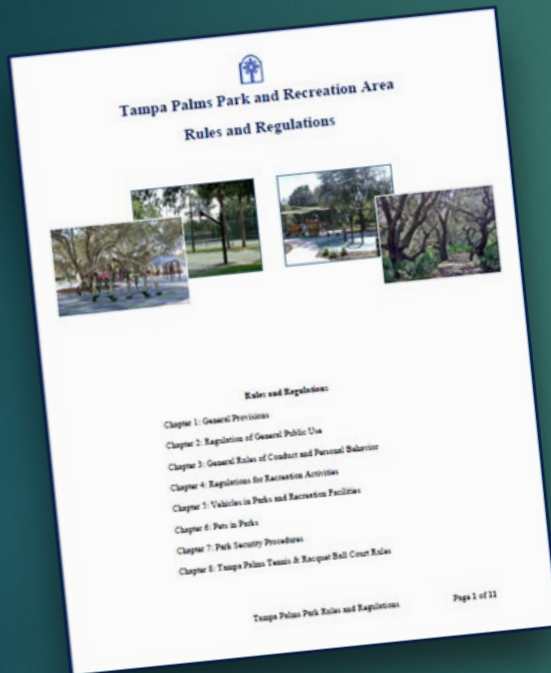 Tampa Palms Park and Recreation Area
Rules and Regulations
Rules and Regulations
Chapter 1: General Provisions
Chapter 2: Regulation of General Public Use
Chapter 3: General Rules of Conduct and Personal Behavior
Chapter 4: Regulations for Recreation Activities
Chapter 5: Vehicles in Parks and Recreation Facilities
Chapter 6: Pets in Parks
Chapter 7: Park Security Procedures
Chapter 8: Tampa Palms Tennis & Racquet Ball Court Rules
Tampa Palms Park Rules and Regulations Page 1 of 11